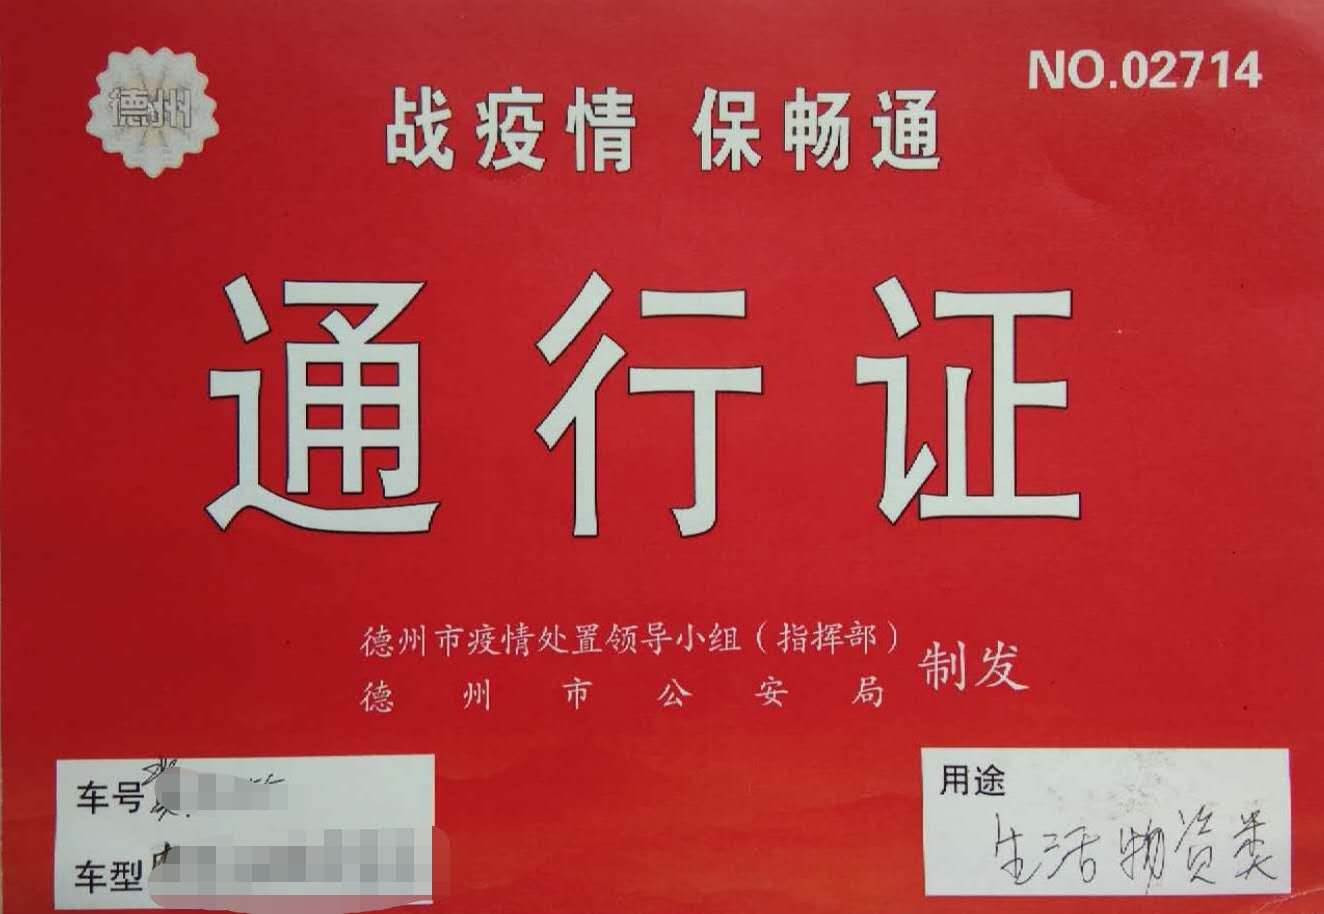 德州
NO.02714
战疫情 保畅通
通行证
德州市疫情处置领导小组（指挥部）
德州市公安局
制发
车号
车型
用途
生活物资类